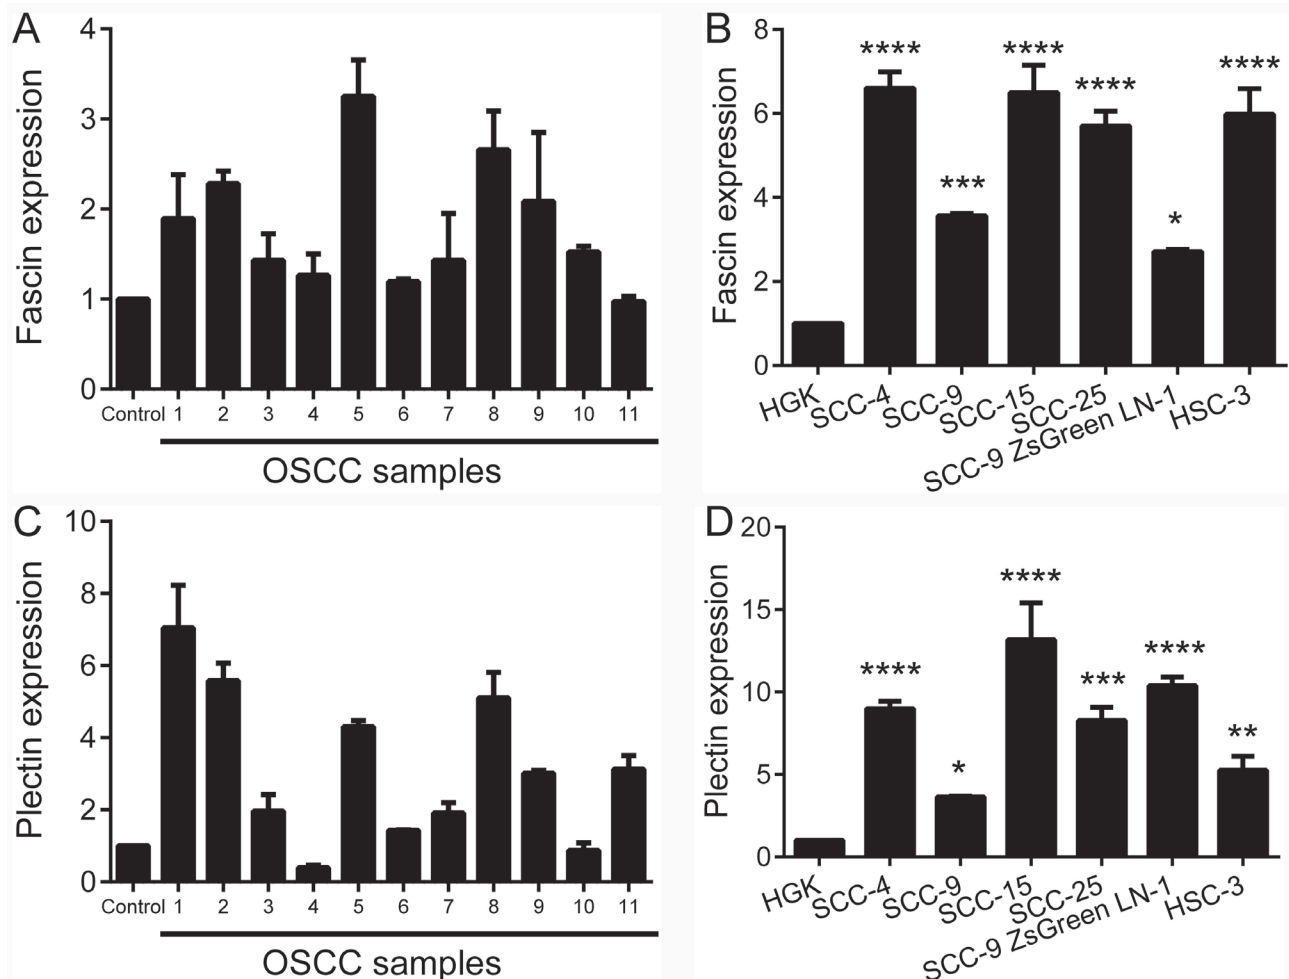 A
Fascin expression
4
3
2
1
0
Control 1 2 3 4 5 6 7 8 9 10 11
OSCC samples
B
Fascin expression
8
6
4
2
0
**** *** **** **** * ****
HGK SCC-4 SCC-9 SCC-15 SCC-25 SCC-9 ZsGreen LN-1 HSC-3
C
Plectin expression
10
8
6
4
2
0
Control 1 2 3 4 5 6 7 8 9 10 11
OSCC samples
D
Plectin expression
20
15
10
5
0
**** * **** *** **** **
HGK SCC-4 SCC-9 SCC-15 SCC-25 SCC-9 ZsGreen LN-1 HSC-3